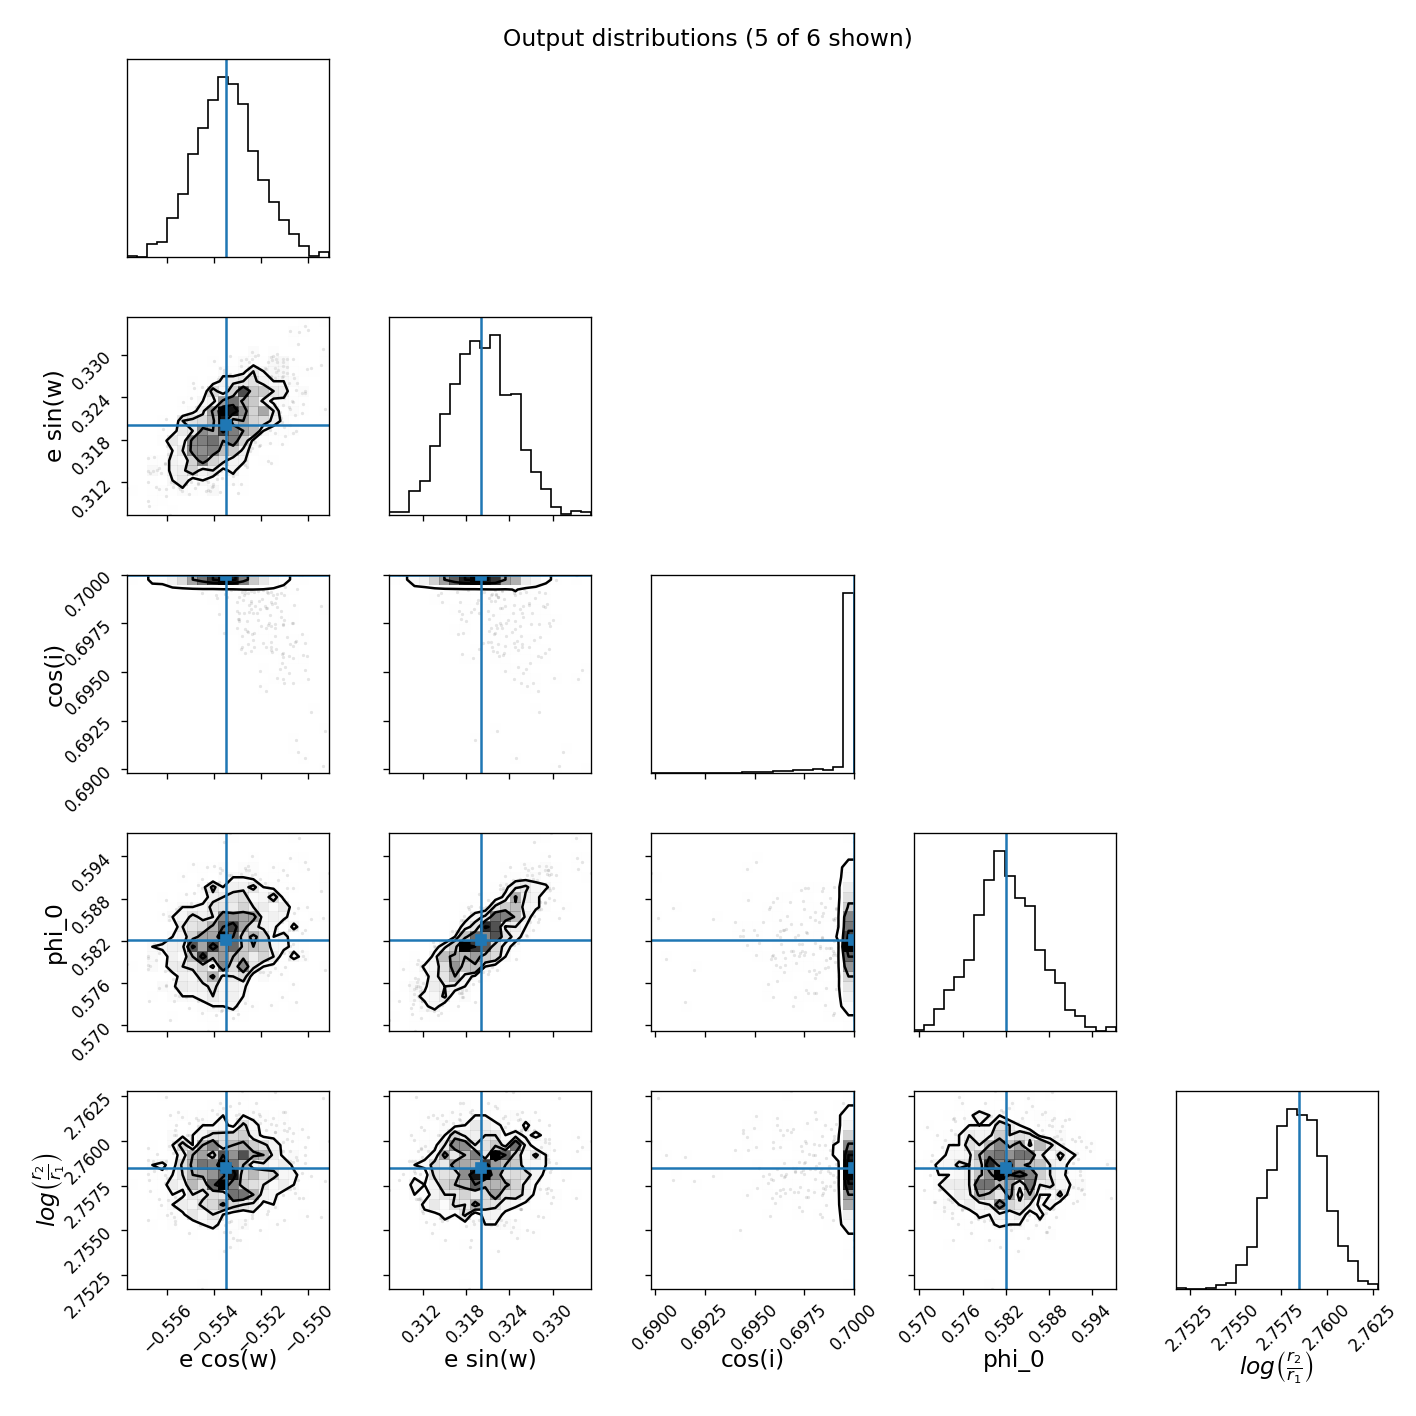 Output distributions (5 of 6 shown)
e sin(w)
0.330
0.324
0.318
0.312
cos(i)
0.7000
0.6975
0.6950
0.6925
0.6900
phi_0
0.594
0.588
0.582
0.576
0.570
log(r₂/r₁)
2.7625
2.7600
2.7575
2.7550
2.7525
−0.556 −0.554 −0.552 −0.550
e cos(w)
0.312 0.318 0.324 0.330
e sin(w)
0.6900 0.6925 0.6950 0.6975 0.7000
cos(i)
0.570 0.576 0.582 0.588 0.594
phi_0
2.7525 2.7550 2.7575 2.7600 2.7625
log(r₂/r₁)